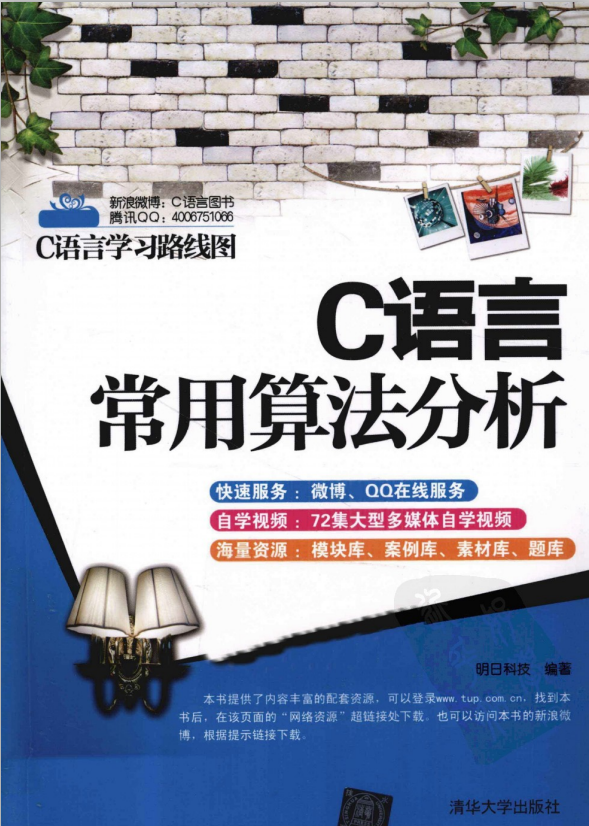 新浪微博：C语言图书
腾讯QQ：4006751066
C语言学习路线图
C语言
常用算法分析
快速服务：微博、QQ在线服务
自学视频：72集大型多媒体自学视频
海量资源：模块库、案例库、素材库、题库
明日科技 编著
本书提供了内容丰富的配套资源，可以登录www.tup.com.cn，找到本
书后，在该页面的“网络资源”超链接处下载。也可以访问本书的新浪微
博，根据提示链接下载。
清华大学出版社